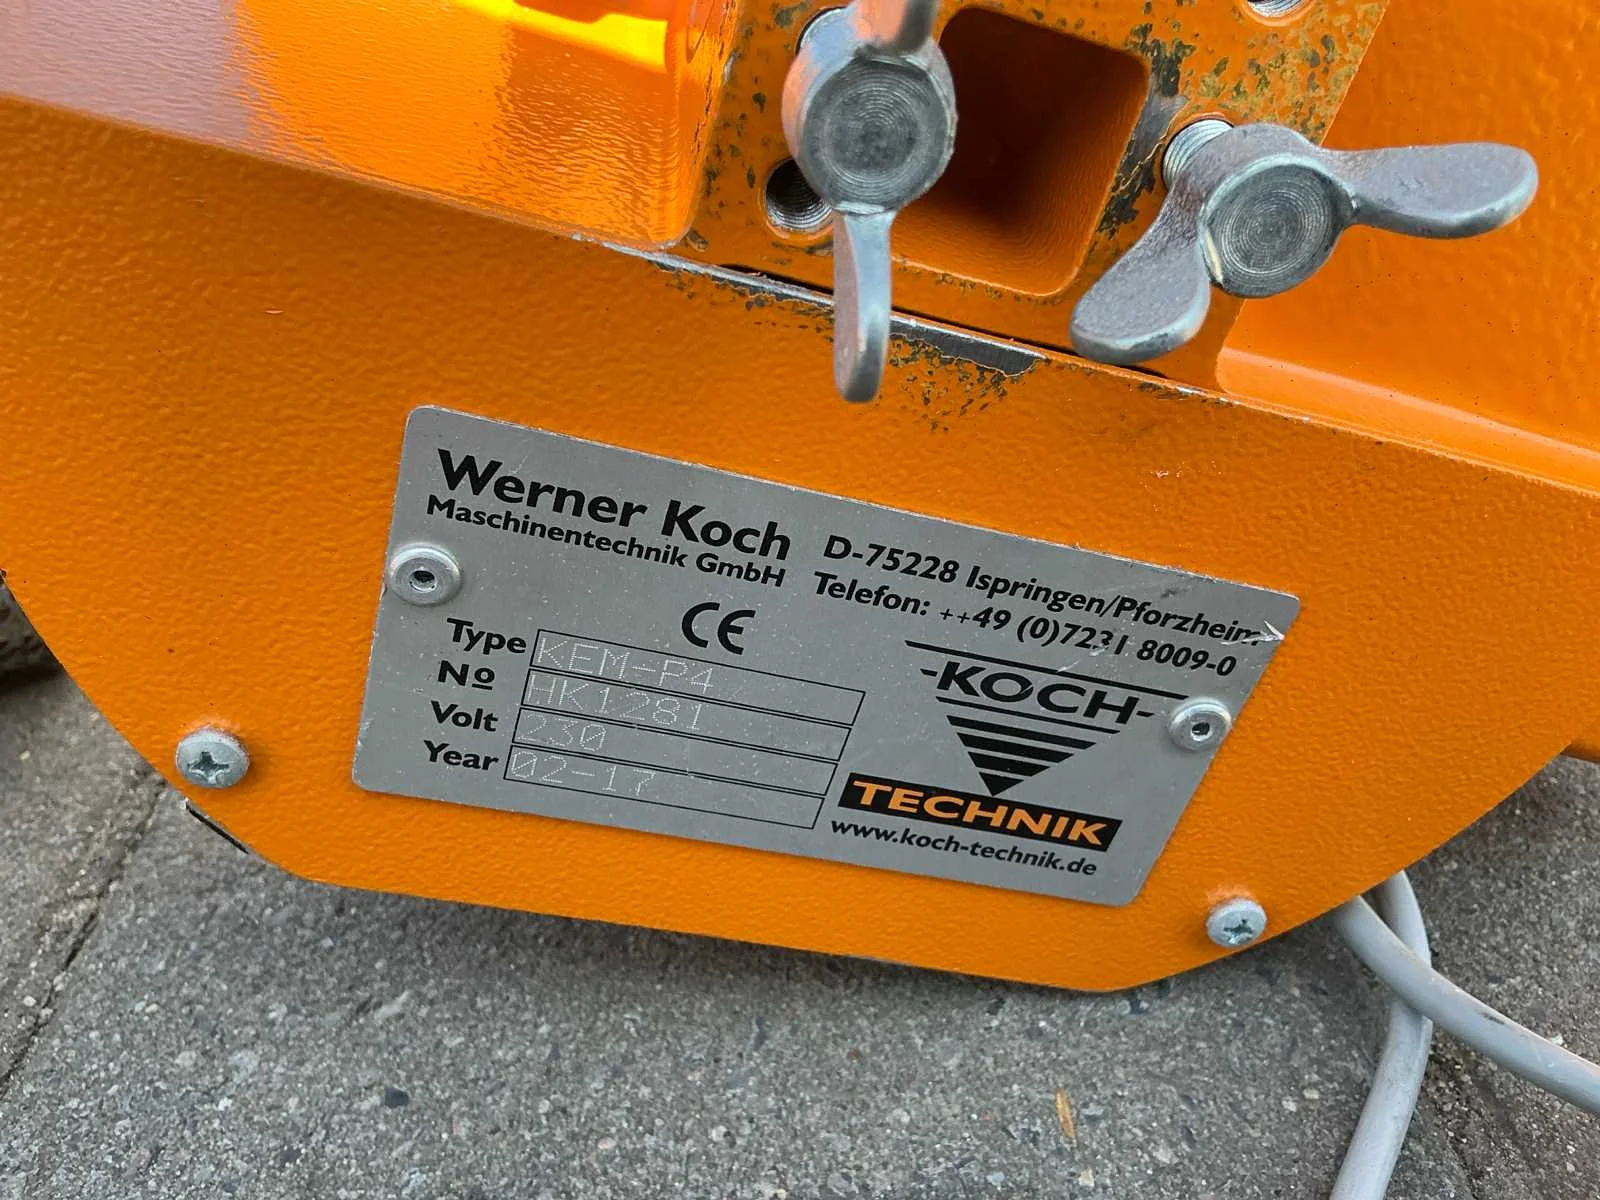 Werner Koch
Maschinentechnik GmbH
D-75228 Ispringen/Pforzheim
Telefon: ++49 (0)7231 8009-0
CE
Type KEM-P4
Nº HK1281
Volt 230
Year 02-17
-KOCH-
TECHNIK
www.koch-technik.de